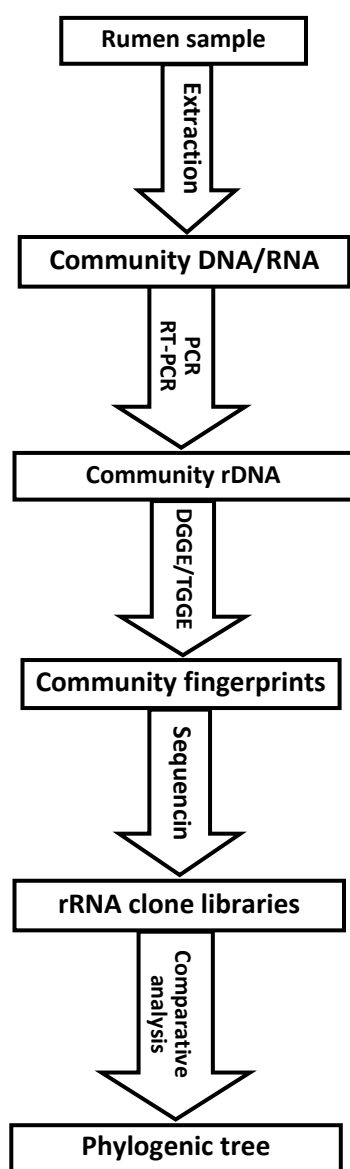 Rumen sample
Extraction
Community DNA/RNA
PCR
RT-PCR
Community rDNA
DGGE/TGGE
Community fingerprints
Sequencin
rRNA clone libraries
Comparative
analysis
Phylogenic tree